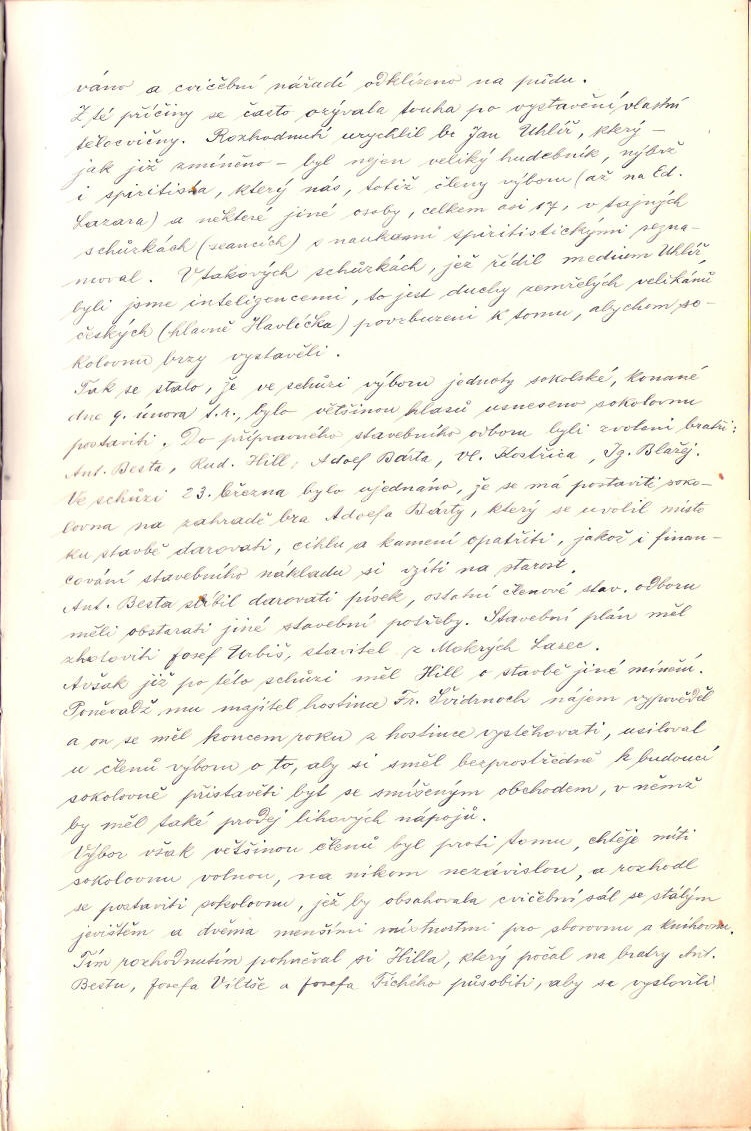 váno a cvičební nářadí odklízeno na půdu.
Z té příčiny se často ozývala touha po vystavění vlastní
tělocvičny. Rozhodnutí urychlil br. Jan Uhlíř, který –
jak již zmíněno – byl nejen veliký hudebník, nýbrž
i spiritista, který nás, totiž členy výboru (až na Ed.
Lazara) a některé jiné osoby, celkem asi 17, v tajných
schůzkách (seancích) s naukami spiritistickými sezna-
moval. V takových schůzkách, jež řídil medium Uhlíř
byli jsme inteligencemi, to jest duchy zemřelých velikánů
českých (hlavně Havlíčka) povzbuzeni k tomu, abychom so-
kolovnu brzy vystavěli.
Tak se stalo, že ve schůzi výboru jednoty sokolské, konané
dne 9. února t.r., bylo většinou hlasů usneseno sokolovnu
postaviti. Do přípravného stavebního odboru byli zvoleni bratři:
Ant. Besta, Rud. Hill, Adolf Bárta, Vl. Kostřica, Ig. Blažej.
Ve schůzi 23. března bylo ujednáno, že se má postaviti soko-
lovna na zahradě bra Adolfa Bárty, který se uvolil místo
ku stavbě darovati, cihlu a kamení opatřiti, jakož i finan-
cování stavebního nákladu si vzíti na starost.
Ant. Besta slíbil darovati písek, ostatní členové stav. odboru
měli obstarati jiné stavební potřeby. Stavební plán měl
zhotoviti Josef Urbiš, stavitel z Mokrých Lazec.
Avšak již po této schůzi měl Hill o stavbě jiné mínění.
Poněvadž mu majitel hostince Fr. Švidrnoch nájem vypověděl
a on se měl koncem roku z hostince vystěhovati, usiloval
u členů výboru o to, aby si směl bezprostředně k budoucí
sokolovně přistavěti byt se smíšeným obchodem, v němž
by měl také prodej lihových nápojů.
Výbor však většinou členů byl proti tomu, chtěje míti
sokolovnu volnou, na nikom nezávislou, a rozhodl
se postaviti sokolovnu, jež by obsahovala cvičební sál se stálým
jevištěm a dvěma menšími místnostmi pro sborovnu a knihovnu.
Tím rozhodnutím pohněval si Hilla, který počal na bratry Ant.
Bestu, Josefa Viltše a Josefa Tichého působiti, aby se vyslovili